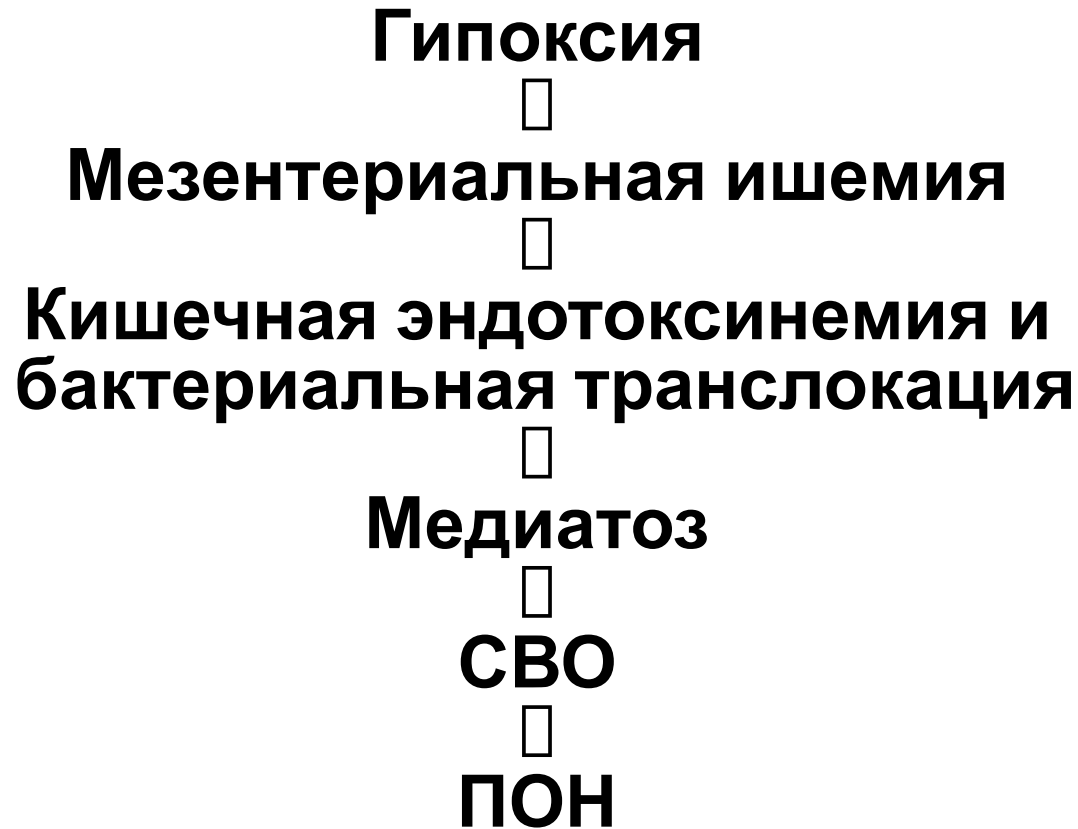 Гипоксия

Мезентериальная ишемия

Кишечная эндотоксинемия и
бактериальная транслокация

Медиатоз

СВО

ПОН